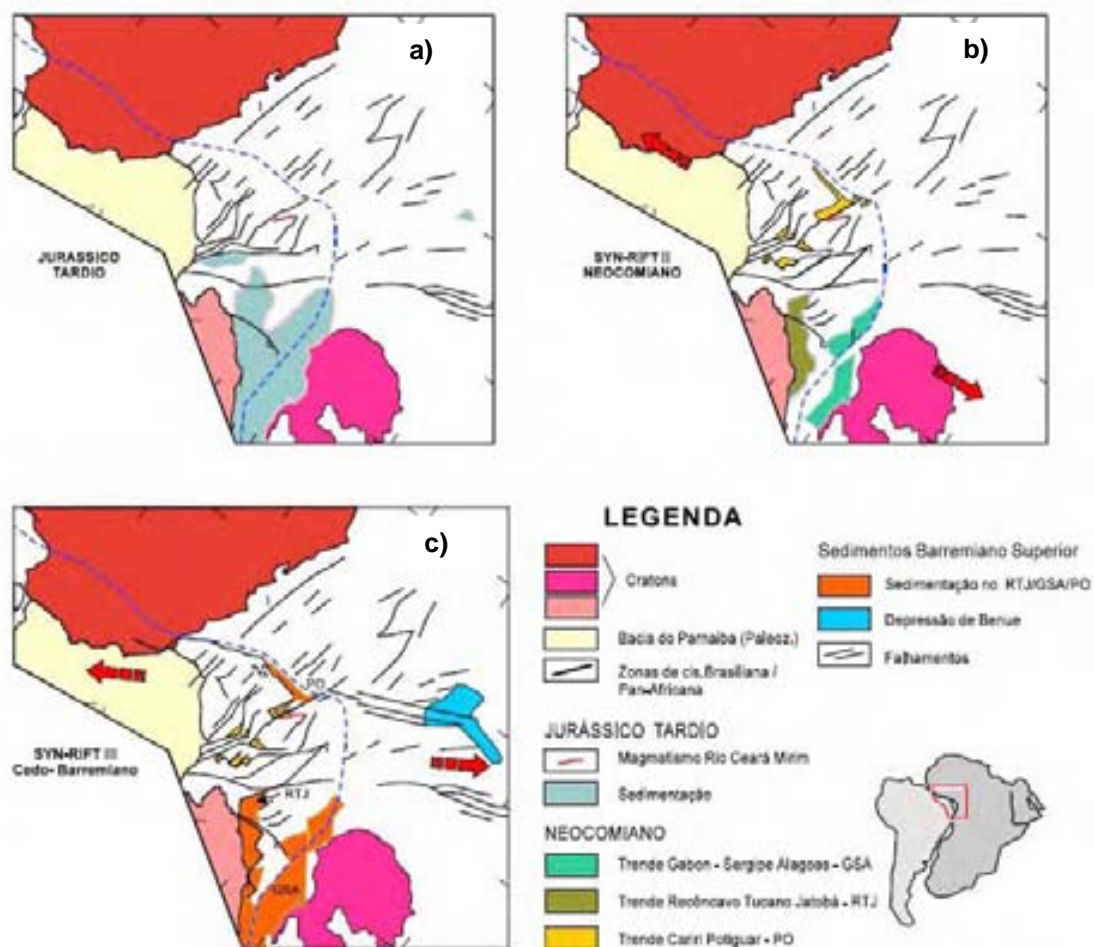 a)
JURASSICO
TARDIO
b)
SYN-RIFT II
NEOCOMIANO
c)
PO
SYN-RIFT III
Cedo-Barremiano
RTJ
GSA
LEGENDA
Cratons
Bacia do Parnaiba (Paleoz.)
Zonas de cis. Brasiliana /
Pan-Africana
JURÁSSICO TARDÍO
Magmatismo Rio Ceará Mirim
Sedimentação
NEOCOMIANO
Trende Gabon - Sergipe Alagoas - GSA
Trende Recôncavo Tucano Jatobá - RTJ
Trende Cariri Potiguar - PO
Sedimentos Barremiano Superior
Sedimentação no RTJ/GSA/PO
Depressão de Benue
Falhamentos